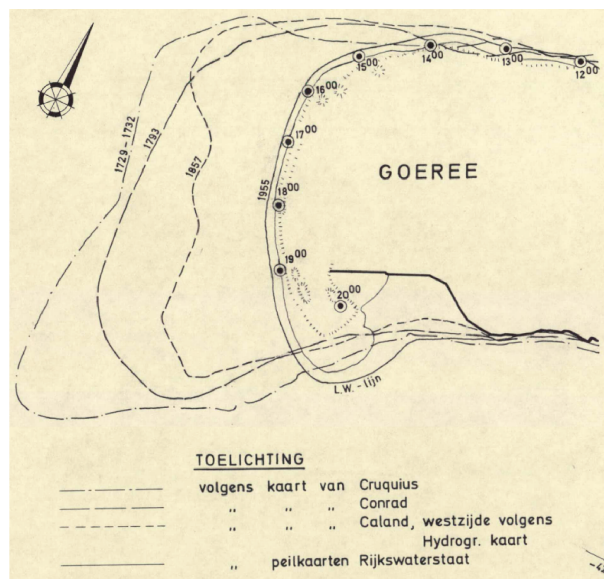 14⁰⁰
13⁰⁰
12⁰⁰
15⁰⁰
16⁰⁰
17⁰⁰
18⁰⁰
19⁰⁰
20⁰⁰
1729-1732
1793
1857
1955
GOEREE
L.W.-lijn
TOELICHTING
volgens kaart van Cruquius
„ „ „ Conrad
„ „ „ Caland, westzijde volgens
Hydrogr. kaart
„ peilkaarten Rijkswaterstaat